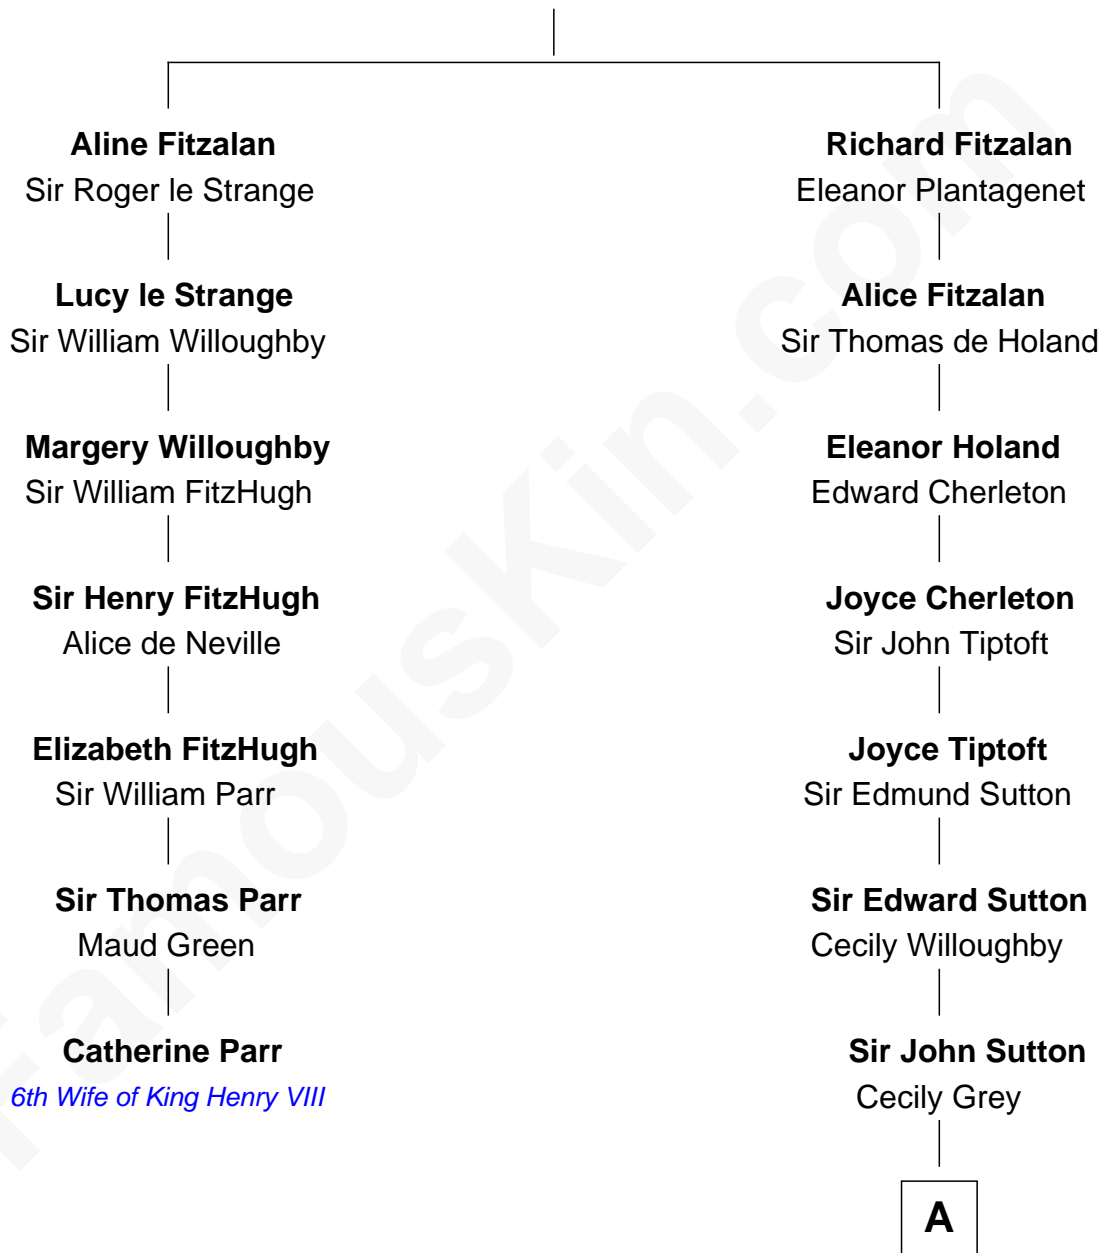 Aline Fitzalan
Sir Roger le Strange
Lucy le Strange
Sir William Willoughby
Margery Willoughby
Sir William FitzHugh
Sir Henry FitzHugh
Alice de Neville
Elizabeth FitzHugh
Sir William Parr
Sir Thomas Parr
Maud Green
Catherine Parr
6th Wife of King Henry VIII
Richard Fitzalan
Eleanor Plantagenet
Alice Fitzalan
Sir Thomas de Holand
Eleanor Holand
Edward Cherleton
Joyce Cherleton
Sir John Tiptoft
Joyce Tiptoft
Sir Edmund Sutton
Sir Edward Sutton
Cecily Willoughby
Sir John Sutton
Cecily Grey
A
FamousKin.com